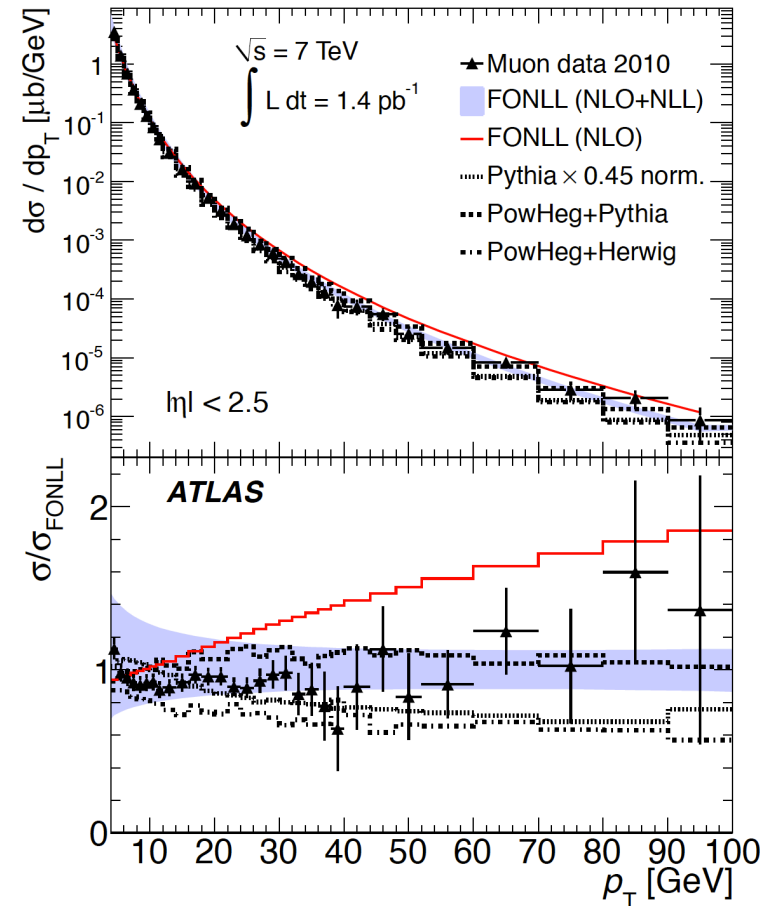 dσ / dp_T [μb/GeV]
1
10⁻¹
10⁻²
10⁻³
10⁻⁴
10⁻⁵
10⁻⁶
√s = 7 TeV
∫ L dt = 1.4 pb⁻¹
Muon data 2010
FONLL (NLO+NLL)
FONLL (NLO)
Pythia × 0.45 norm.
PowHeg+Pythia
PowHeg+Herwig
|η| < 2.5
ATLAS
σ/σ_FONLL
2
1
0
10 20 30 40 50 60 70 80 90 100
p_T [GeV]